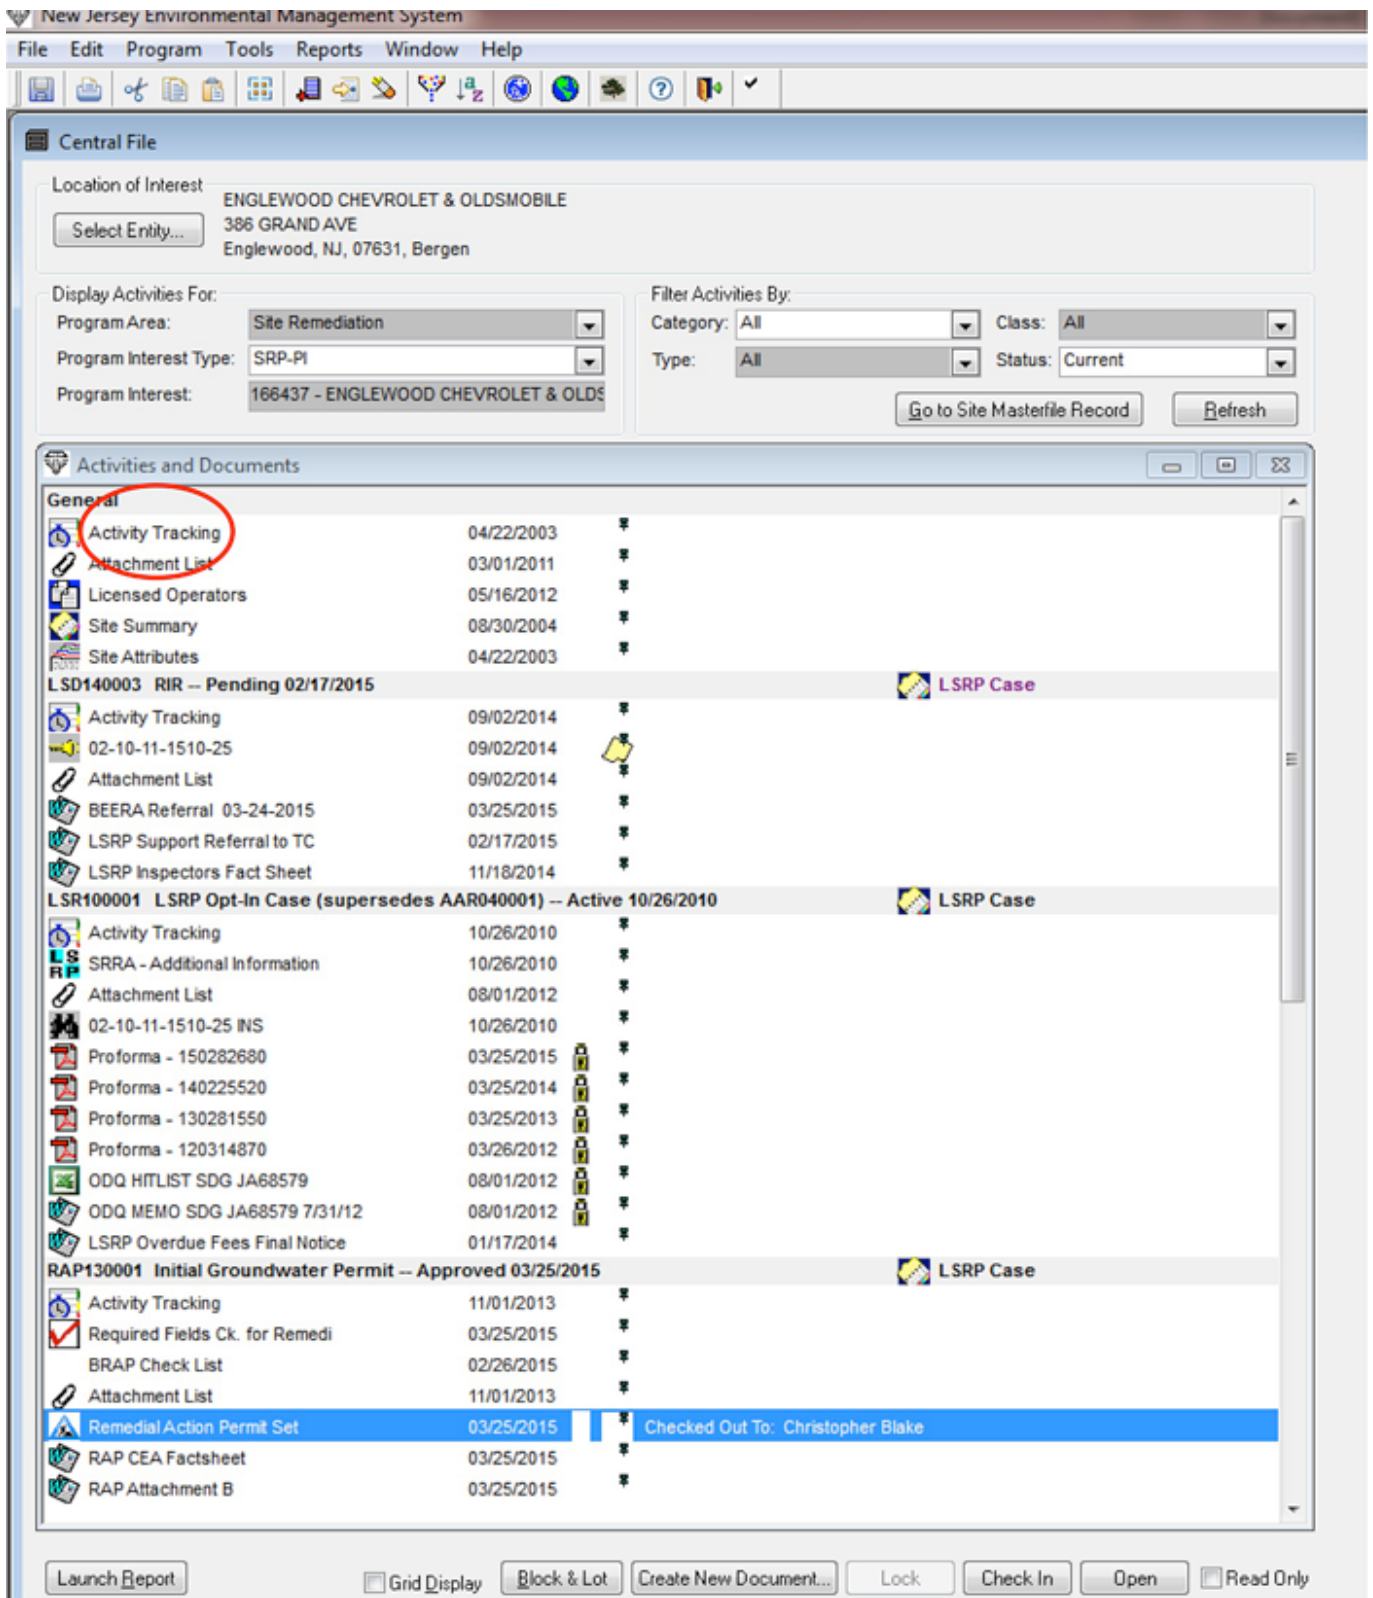 New Jersey Environmental Management System
File Edit Program Tools Reports Window Help
Central File
Location of Interest
ENGLEWOOD CHEVROLET & OLDSMOBILE
Select Entity... 386 GRAND AVE
Englewood, NJ, 07631, Bergen
Display Activities For: Filter Activities By:
Program Area: Site Remediation Category: All Class: All
Program Interest Type: SRP-PI Type: All Status: Current
Program Interest: 166437 - ENGLEWOOD CHEVROLET & OLDS
Go to Site Masterfile Record Refresh
Activities and Documents
General
Activity Tracking 04/22/2003
Attachment List 03/01/2011
Licensed Operators 05/16/2012
Site Summary 08/30/2004
Site Attributes 04/22/2003
LSD140003 RIR -- Pending 02/17/2015 LSRP Case
Activity Tracking 09/02/2014
02-10-11-1510-25 09/02/2014
Attachment List 09/02/2014
BEERA Referral 03-24-2015 03/25/2015
LSRP Support Referral to TC 02/17/2015
LSRP Inspectors Fact Sheet 11/18/2014
LSR100001 LSRP Opt-In Case (supersedes AAR040001) -- Active 10/26/2010 LSRP Case
Activity Tracking 10/26/2010
LS RP SRRA - Additional Information 10/26/2010
Attachment List 08/01/2012
02-10-11-1510-25 INS 10/26/2010
Proforma - 150282680 03/25/2015
Proforma - 140225520 03/25/2014
Proforma - 130281550 03/25/2013
Proforma - 120314870 03/26/2012
ODQ HITLIST SDG JA68579 08/01/2012
ODQ MEMO SDG JA68579 7/31/12 08/01/2012
LSRP Overdue Fees Final Notice 01/17/2014
RAP130001 Initial Groundwater Permit -- Approved 03/25/2015 LSRP Case
Activity Tracking 11/01/2013
Required Fields Ck. for Remedi 03/25/2015
BRAP Check List 02/26/2015
Attachment List 11/01/2013
Remedial Action Permit Set 03/25/2015 Checked Out To: Christopher Blake
RAP CEA Factsheet 03/25/2015
RAP Attachment B 03/25/2015
Launch Report Grid Display Block & Lot Create New Document... Lock Check In Open Read Only